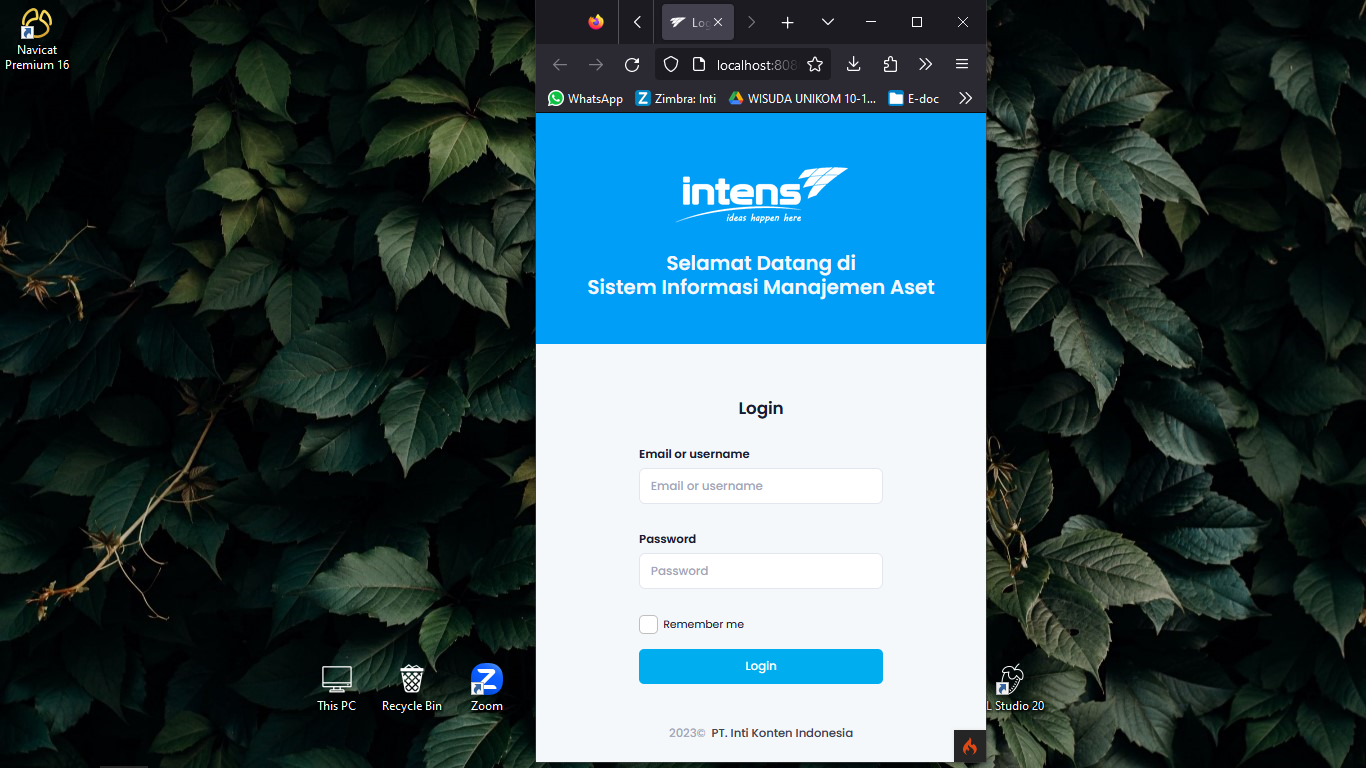 Navicat
Premium 16
Log
localhost:808
WhatsApp
Zimbra: Inti
WISUDA UNIKOM 10-1...
E-doc
intens
ideas happen here
Selamat Datang di
Sistem Informasi Manajemen Aset
Login
Email or username
Email or username
Password
Password
Remember me
Login
This PC
Recycle Bin
Zoom
L Studio 20
2023© PT. Inti Konten Indonesia